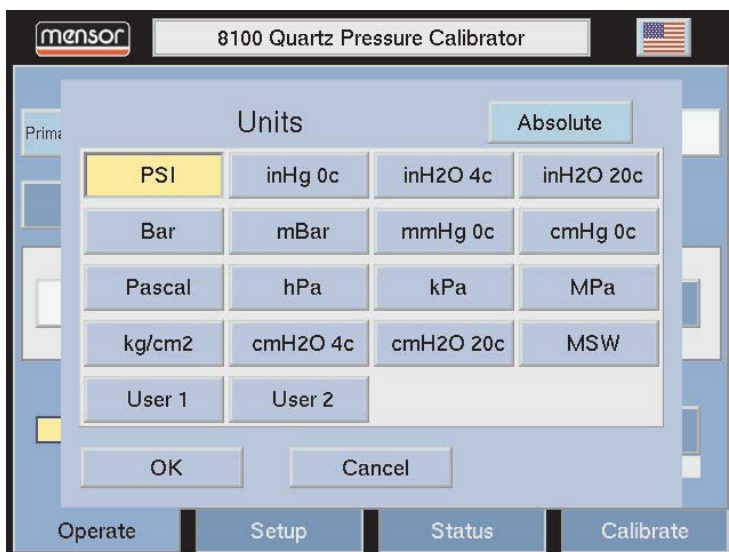 mensor 8100 Quartz Pressure Calibrator
Units Absolute
Prima
PSI inHg 0c inH2O 4c inH2O 20c
Bar mBar mmHg 0c cmHg 0c
Pascal hPa kPa MPa
kg/cm2 cmH2O 4c cmH2O 20c MSW
User 1 User 2
OK Cancel
Operate Setup Status Calibrate